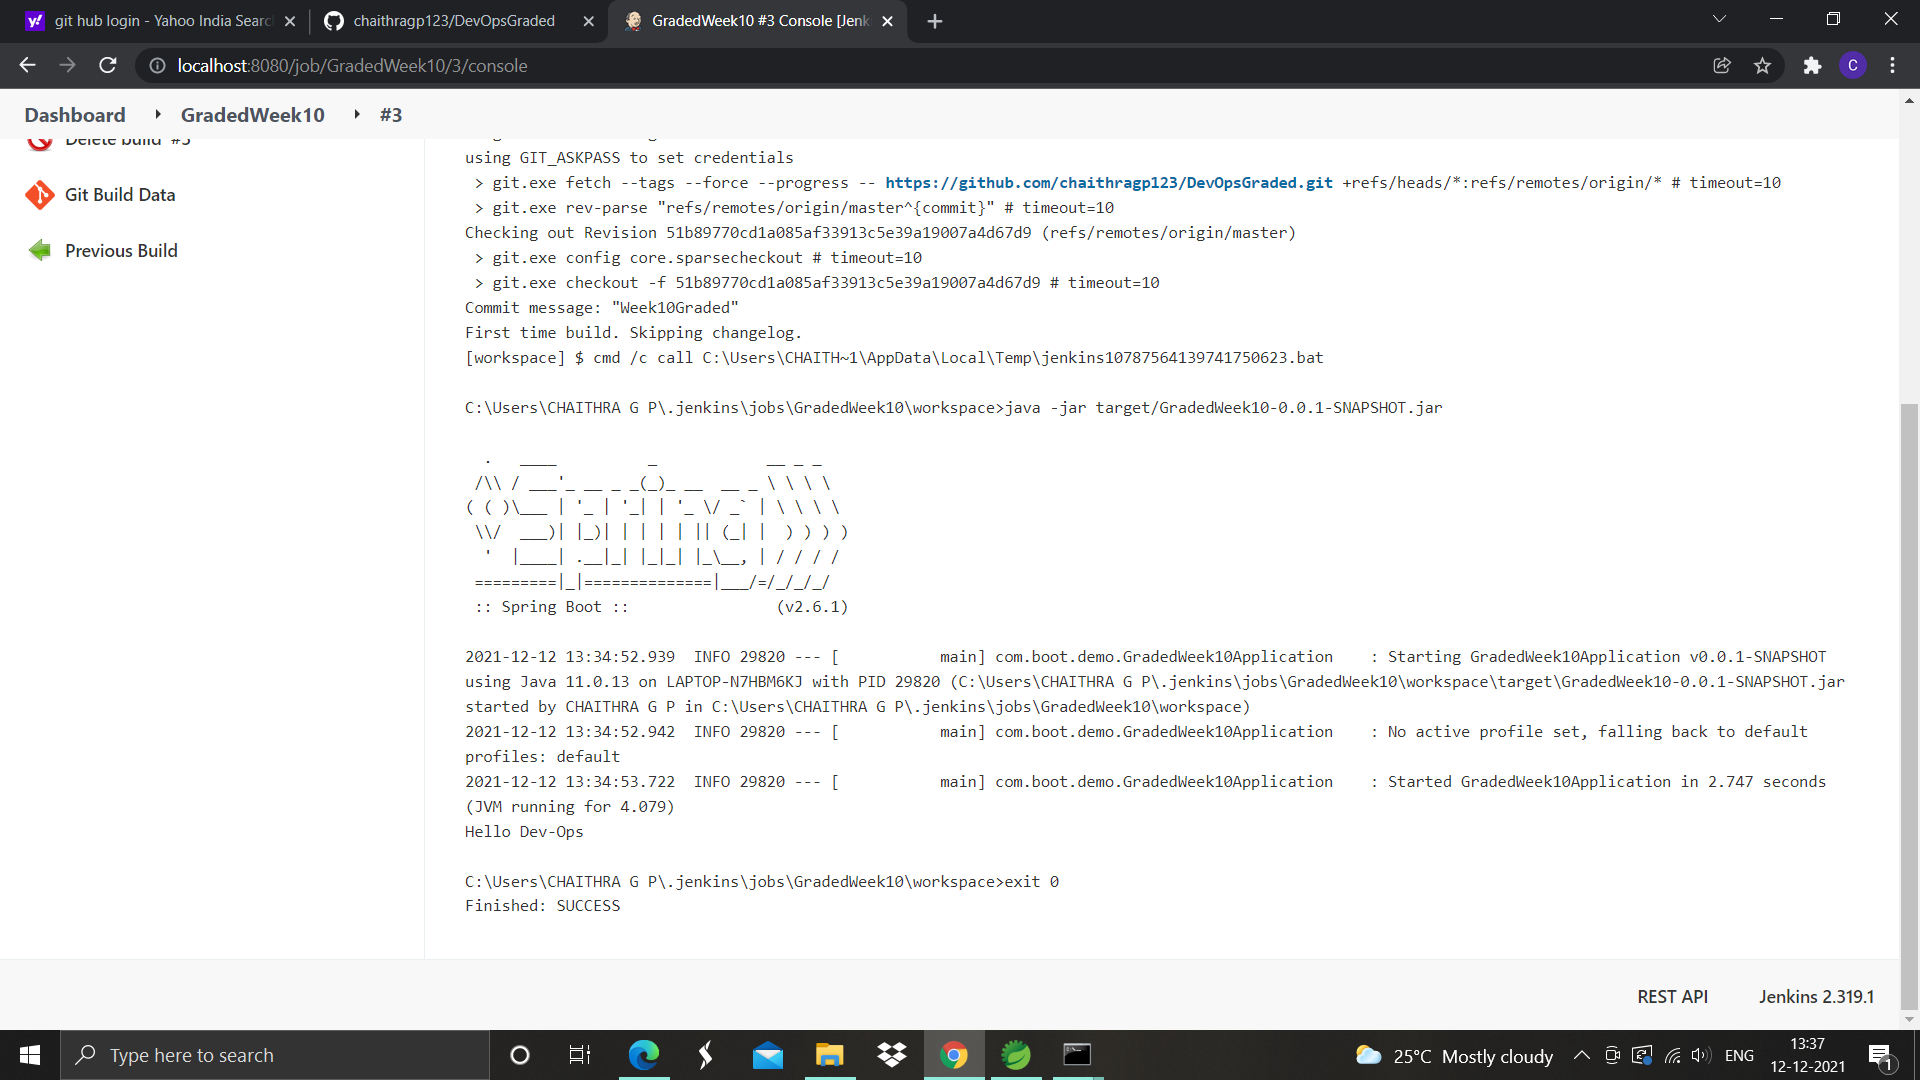 git hub login - Yahoo India Searc
chaithragp123/DevOpsGraded
GradedWeek10 #3 Console [Jenk
localhost:8080/job/GradedWeek10/3/console
C
Dashboard
GradedWeek10
#3
Delete build '#3'
Git Build Data
Previous Build
using GIT_ASKPASS to set credentials
> git.exe fetch --tags --force --progress -- https://github.com/chaithragp123/DevOpsGraded.git +refs/heads/*:refs/remotes/origin/* # timeout=10
> git.exe rev-parse "refs/remotes/origin/master^{commit}" # timeout=10
Checking out Revision 51b89770cd1a085af33913c5e39a19007a4d67d9 (refs/remotes/origin/master)
> git.exe config core.sparsecheckout # timeout=10
> git.exe checkout -f 51b89770cd1a085af33913c5e39a19007a4d67d9 # timeout=10
Commit message: "Week10Graded"
First time build. Skipping changelog.
[workspace] $ cmd /c call C:\Users\CHAITH~1\AppData\Local\Temp\jenkins10787564139741750623.bat
C:\Users\CHAITHRA G P\.jenkins\jobs\GradedWeek10\workspace>java -jar target/GradedWeek10-0.0.1-SNAPSHOT.jar
:: Spring Boot ::                (v2.6.1)
2021-12-12 13:34:52.939  INFO 29820 --- [           main] com.boot.demo.GradedWeek10Application    : Starting GradedWeek10Application v0.0.1-SNAPSHOT
using Java 11.0.13 on LAPTOP-N7HBM6KJ with PID 29820 (C:\Users\CHAITHRA G P\.jenkins\jobs\GradedWeek10\workspace\target\GradedWeek10-0.0.1-SNAPSHOT.jar
started by CHAITHRA G P in C:\Users\CHAITHRA G P\.jenkins\jobs\GradedWeek10\workspace)
2021-12-12 13:34:52.942  INFO 29820 --- [           main] com.boot.demo.GradedWeek10Application    : No active profile set, falling back to default
profiles: default
2021-12-12 13:34:53.722  INFO 29820 --- [           main] com.boot.demo.GradedWeek10Application    : Started GradedWeek10Application in 2.747 seconds
(JVM running for 4.079)
Hello Dev-Ops
C:\Users\CHAITHRA G P\.jenkins\jobs\GradedWeek10\workspace>exit 0
Finished: SUCCESS
REST API
Jenkins 2.319.1
Type here to search
25°C Mostly cloudy
ENG
13:37
12-12-2021
1